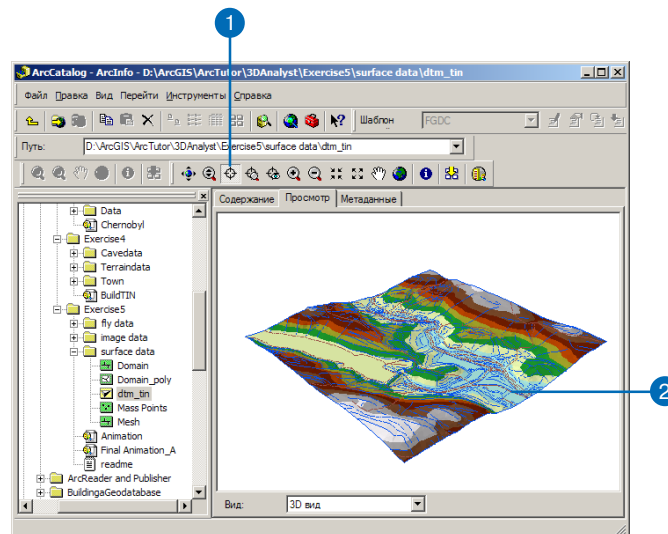 1
ArcCatalog - ArcInfo - D:\ArcGIS\ArcTutor\3DAnalyst\Exercise5\surface data\dtm_tin
Файл Правка Вид Перейти Инструменты Справка
Шаблон FGDC
Путь: D:\ArcGIS\ArcTutor\3DAnalyst\Exercise5\surface data\dtm_tin
Содержание Просмотр Метаданные
Data
Chernobyl
Exercise4
Cavedata
Terraindata
Town
BuildTIN
Exercise5
fly data
image data
surface data
Domain
Domain_poly
dtm_tin
Mass Points
Mesh
Animation
Final Animation_A
readme
ArcReader and Publisher
BuildingaGeodatabase
2
Вид: 3D вид